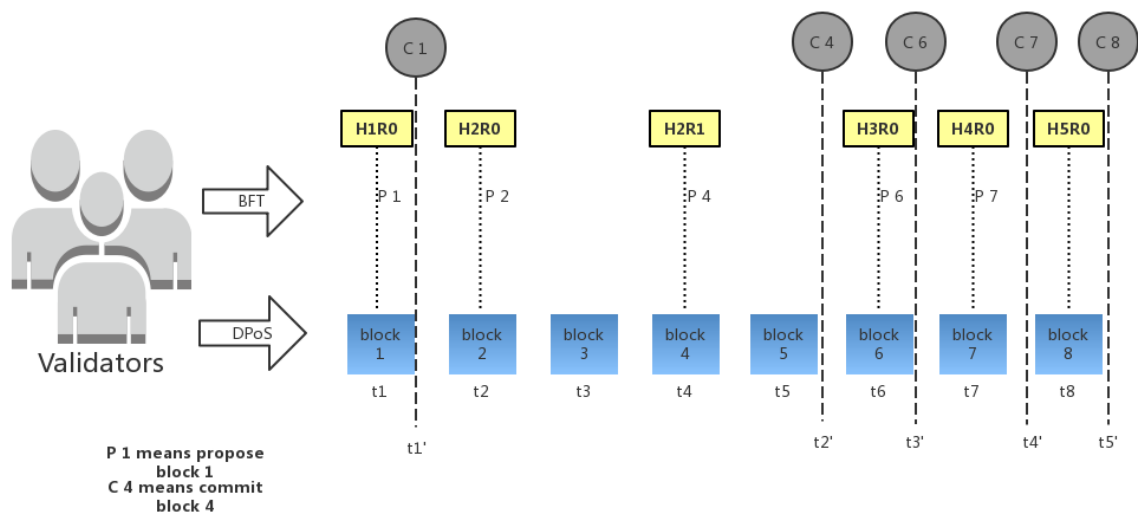 C 1
C 4
C 6
C 7
C 8
H1R0
H2R0
H2R1
H3R0
H4R0
H5R0
BFT
P 1
P 2
P 4
P 6
P 7
DPoS
Validators
block
1
block
2
block
3
block
4
block
5
block
6
block
7
block
8
t1
t2
t3
t4
t5
t6
t7
t8
t1'
t2'
t3'
t4'
t5'
P 1 means propose
block 1
C 4 means commit
block 4